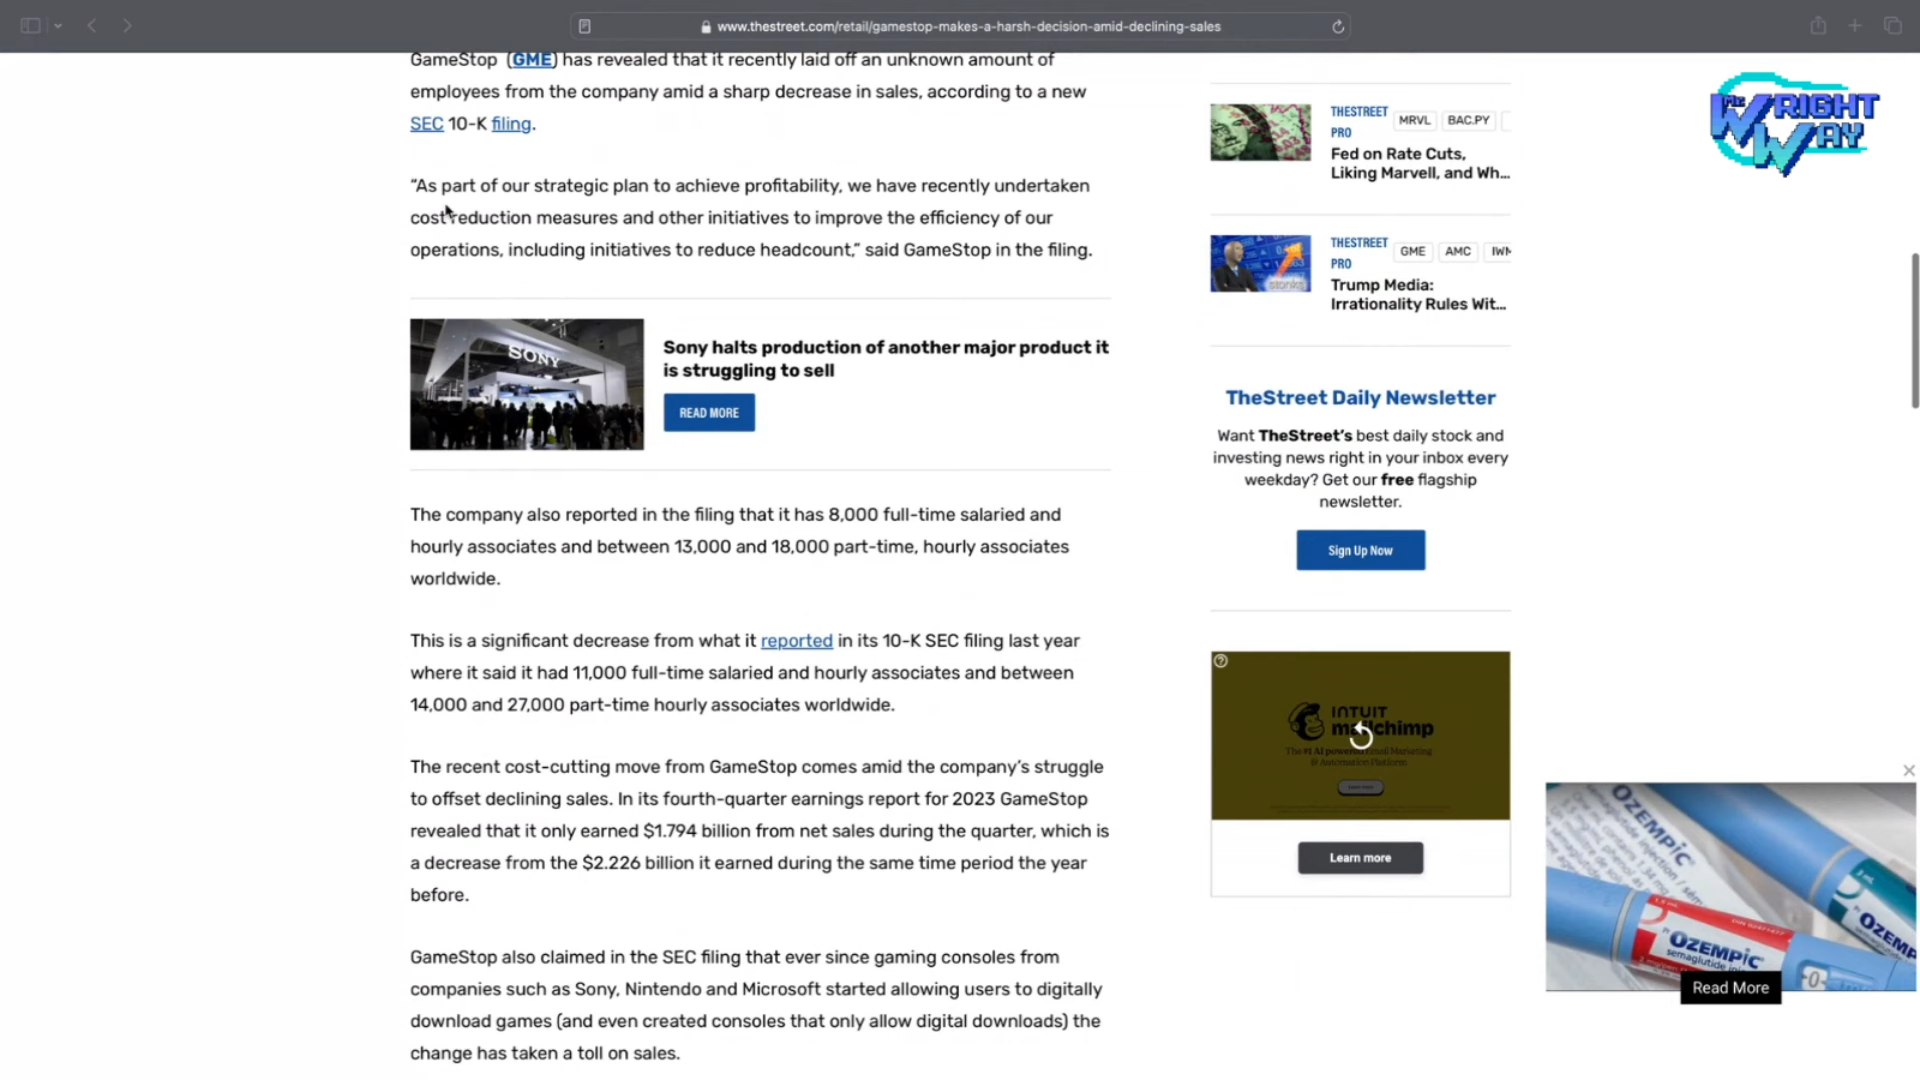 www.thestreet.com/retail/gamestop-makes-a-harsh-decision-amid-declining-sales
GameStop (GME) has revealed that it recently laid off an unknown amount of
employees from the company amid a sharp decrease in sales, according to a new
SEC 10-K filing.
“As part of our strategic plan to achieve profitability, we have recently undertaken
cost reduction measures and other initiatives to improve the efficiency of our
operations, including initiatives to reduce headcount,” said GameStop in the filing.
SONY
Sony halts production of another major product it
is struggling to sell
READ MORE
The company also reported in the filing that it has 8,000 full-time salaried and
hourly associates and between 13,000 and 18,000 part-time, hourly associates
worldwide.
This is a significant decrease from what it reported in its 10-K SEC filing last year
where it said it had 11,000 full-time salaried and hourly associates and between
14,000 and 27,000 part-time hourly associates worldwide.
The recent cost-cutting move from GameStop comes amid the company’s struggle
to offset declining sales. In its fourth-quarter earnings report for 2023 GameStop
revealed that it only earned $1.794 billion from net sales during the quarter, which is
a decrease from the $2.226 billion it earned during the same time period the year
before.
GameStop also claimed in the SEC filing that ever since gaming consoles from
companies such as Sony, Nintendo and Microsoft started allowing users to digitally
download games (and even created consoles that only allow digital downloads) the
change has taken a toll on sales.
THESTREET
PRO
MRVL BAC.PY
Fed on Rate Cuts,
Liking Marvell, and Wh...
THESTREET
PRO
GME AMC IWM
Trump Media:
Irrationality Rules Wit...
stonks
TheStreet Daily Newsletter
Want TheStreet’s best daily stock and
investing news right in your inbox every
weekday? Get our free flagship
newsletter.
Sign Up Now
INTUIT
mailchimp
The #1 AI powered Email Marketing
& Automation Platform
Learn more
THE WRIGHT
WAY
OZEMPIC
OZEMPIC
semaglutide
OZEMPIC
Read More